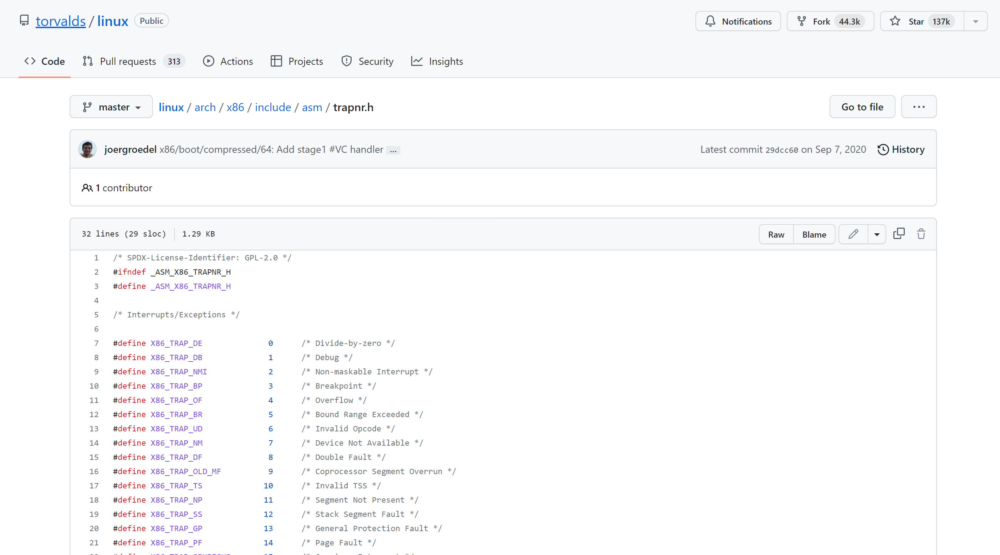 torvalds / linux Public Notifications Fork 44.3k Star 137k
Code Pull requests 313 Actions Projects Security Insights
master linux / arch / x86 / include / asm / trapnr.h Go to file ...
joergroedel x86/boot/compressed/64: Add stage1 #VC handler ... Latest commit 29dcc60 on Sep 7, 2020 History
1 contributor
32 lines (29 sloc) 1.29 KB Raw Blame
1 /* SPDX-License-Identifier: GPL-2.0 */
2 #ifndef _ASM_X86_TRAPNR_H
3 #define _ASM_X86_TRAPNR_H
4
5 /* Interrupts/Exceptions */
6
7 #define X86_TRAP_DE 0 /* Divide-by-zero */
8 #define X86_TRAP_DB 1 /* Debug */
9 #define X86_TRAP_NMI 2 /* Non-maskable Interrupt */
10 #define X86_TRAP_BP 3 /* Breakpoint */
11 #define X86_TRAP_OF 4 /* Overflow */
12 #define X86_TRAP_BR 5 /* Bound Range Exceeded */
13 #define X86_TRAP_UD 6 /* Invalid Opcode */
14 #define X86_TRAP_NM 7 /* Device Not Available */
15 #define X86_TRAP_DF 8 /* Double Fault */
16 #define X86_TRAP_OLD_MF 9 /* Coprocessor Segment Overrun */
17 #define X86_TRAP_TS 10 /* Invalid TSS */
18 #define X86_TRAP_NP 11 /* Segment Not Present */
19 #define X86_TRAP_SS 12 /* Stack Segment Fault */
20 #define X86_TRAP_GP 13 /* General Protection Fault */
21 #define X86_TRAP_PF 14 /* Page Fault */